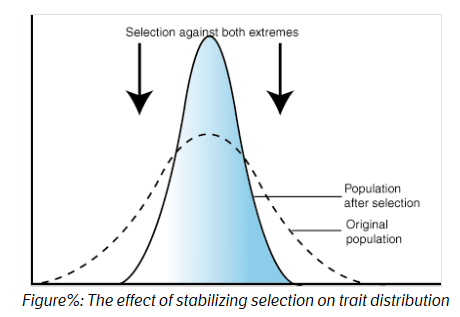 Selection against both extremes
Population
after selection
Original
population
Figure%: The effect of stabilizing selection on trait distribution